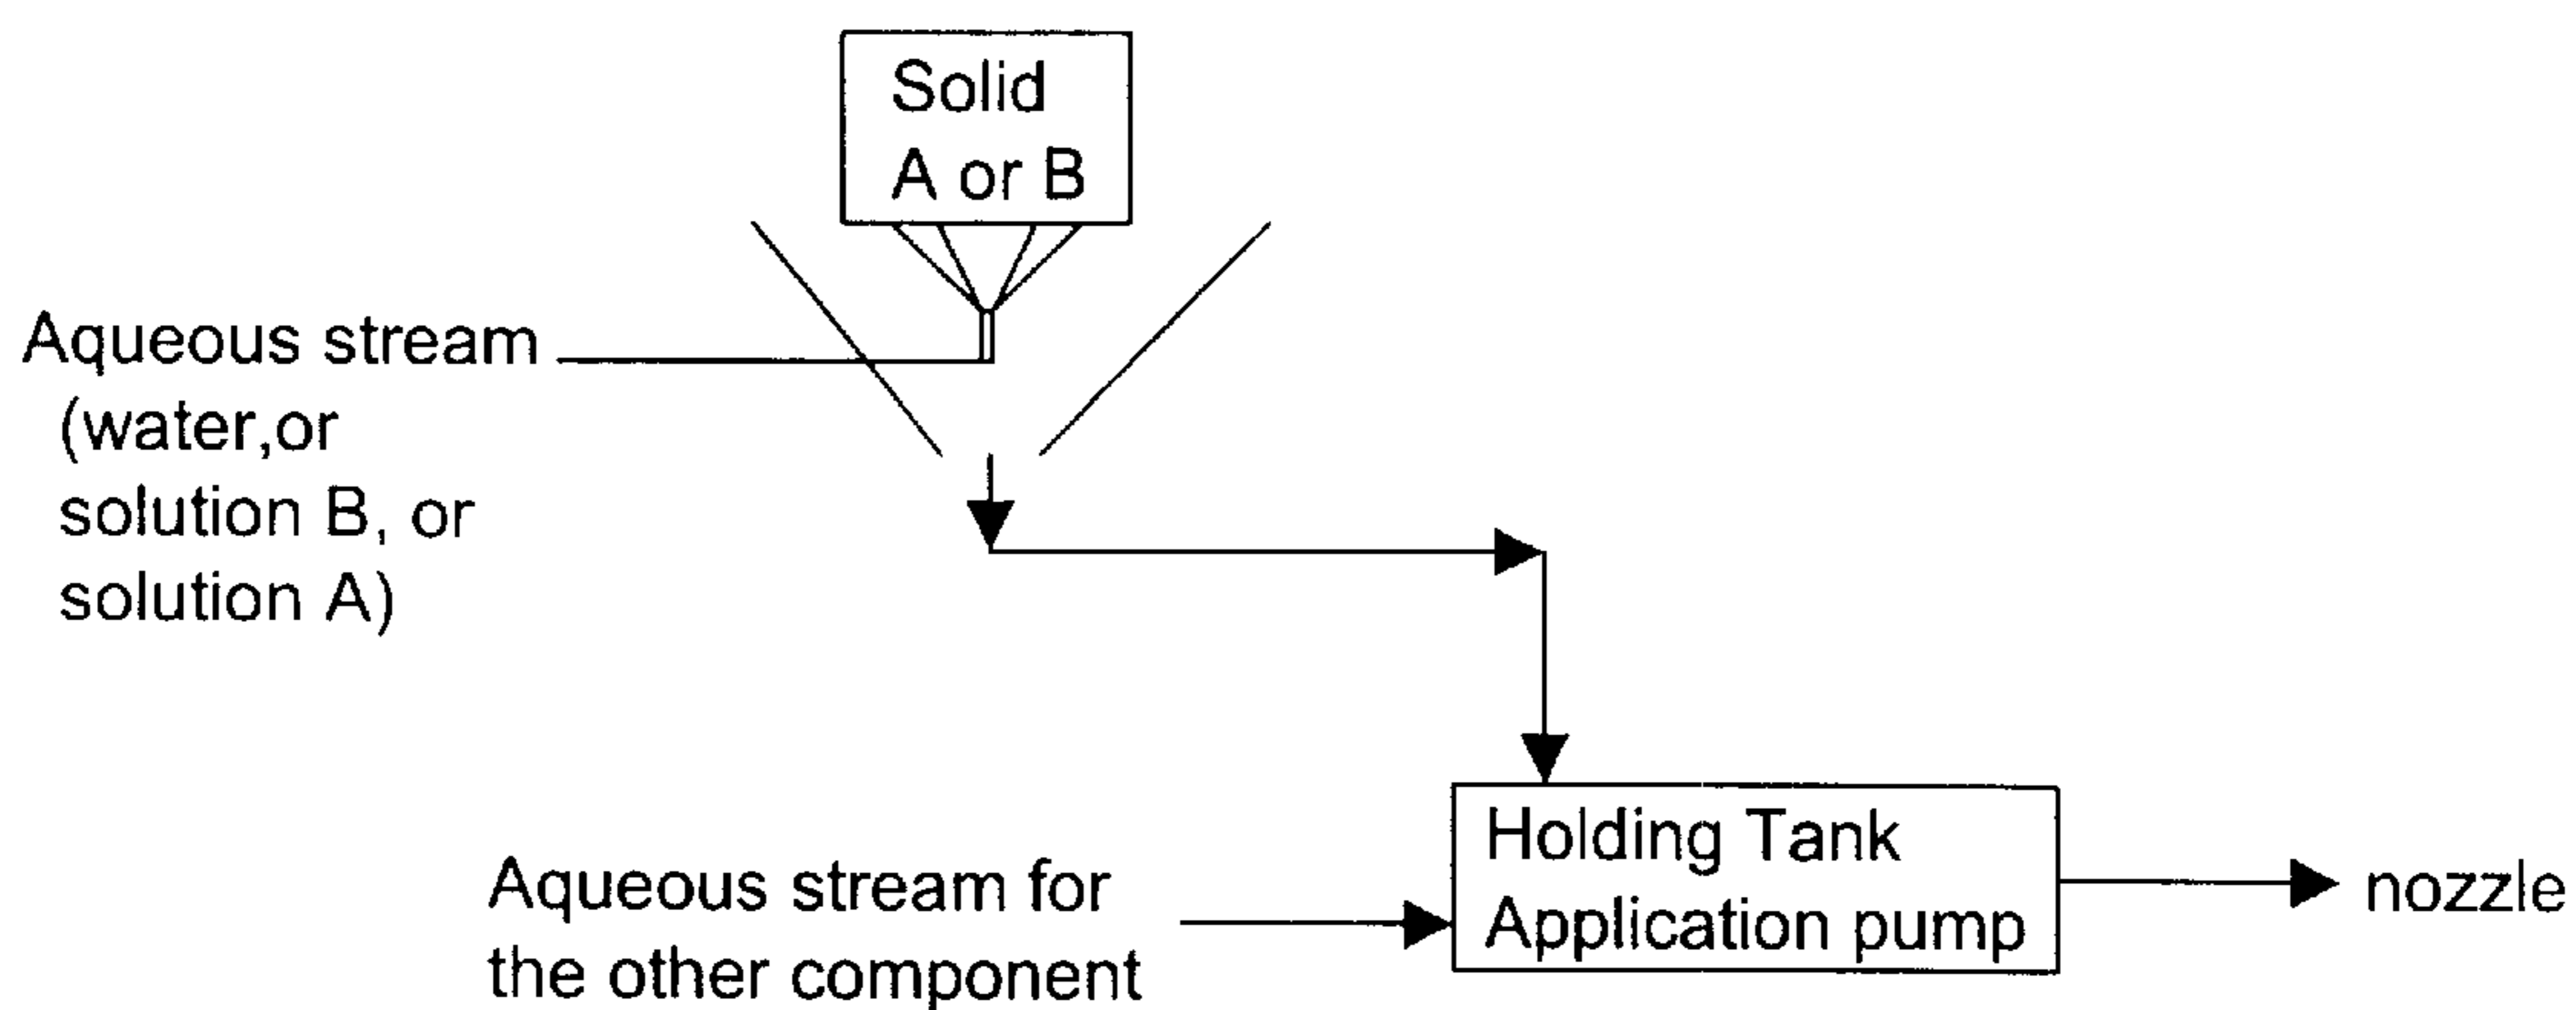 Solid
A or B
Aqueous stream
(water,or
solution B, or
solution A)
Holding Tank
Application pump
nozzle
Aqueous stream for
the other component